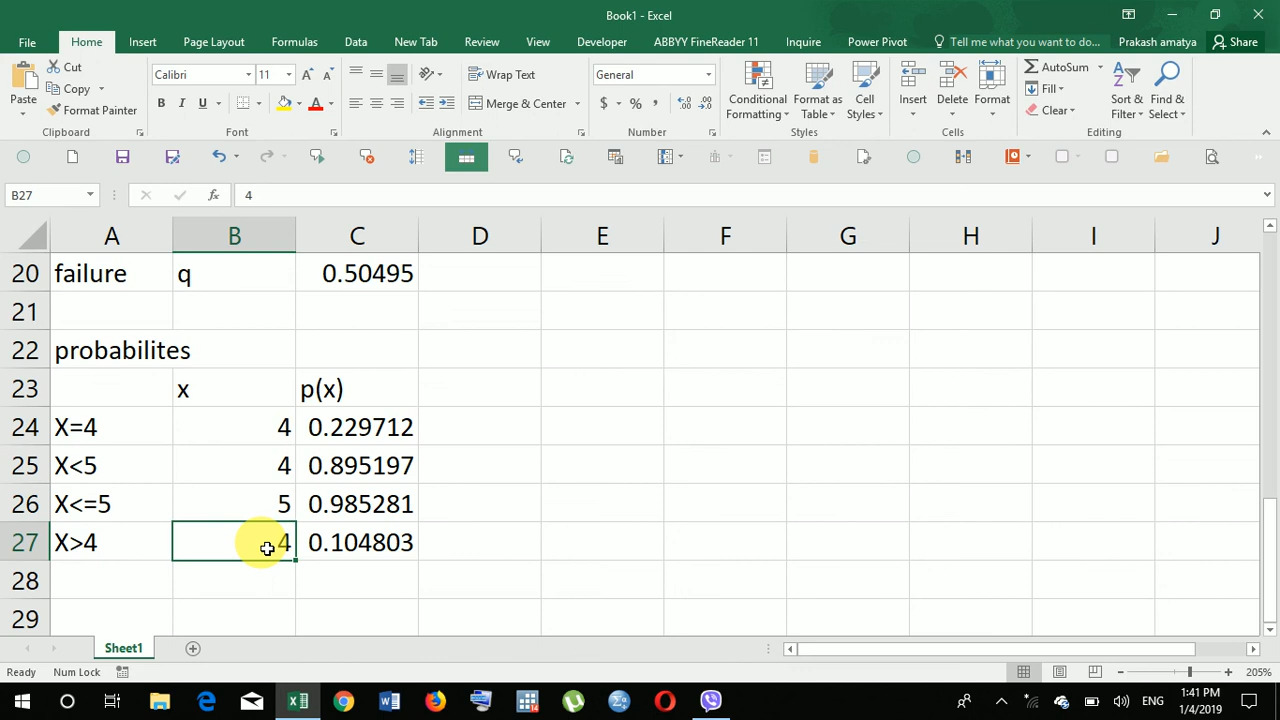 Book1 - Excel
File Home Insert Page Layout Formulas Data New Tab Review View Developer ABBYY FineReader 11 Inquire Power Pivot Tell me what you want to do... Prakash amatya Share
Paste Cut Copy Format Painter Clipboard
Calibri 11 B I U A A A Font
Wrap Text Merge & Center Alignment
General $ % , Number
Conditional Formatting Format as Table Cell Styles Styles
Insert Delete Format Cells
AutoSum Fill Clear Sort & Filter Find & Select Editing
B27 fx 4
A B C D E F G H I J
20 failure q 0.50495
21
22 probabilites
23 x p(x)
24 X=4 4 0.229712
25 X<5 4 0.895197
26 X<=5 5 0.985281
27 X>4 4 0.104803
28
29
Sheet1
Ready Num Lock 205%
ENG 1:41 PM
1/4/2019